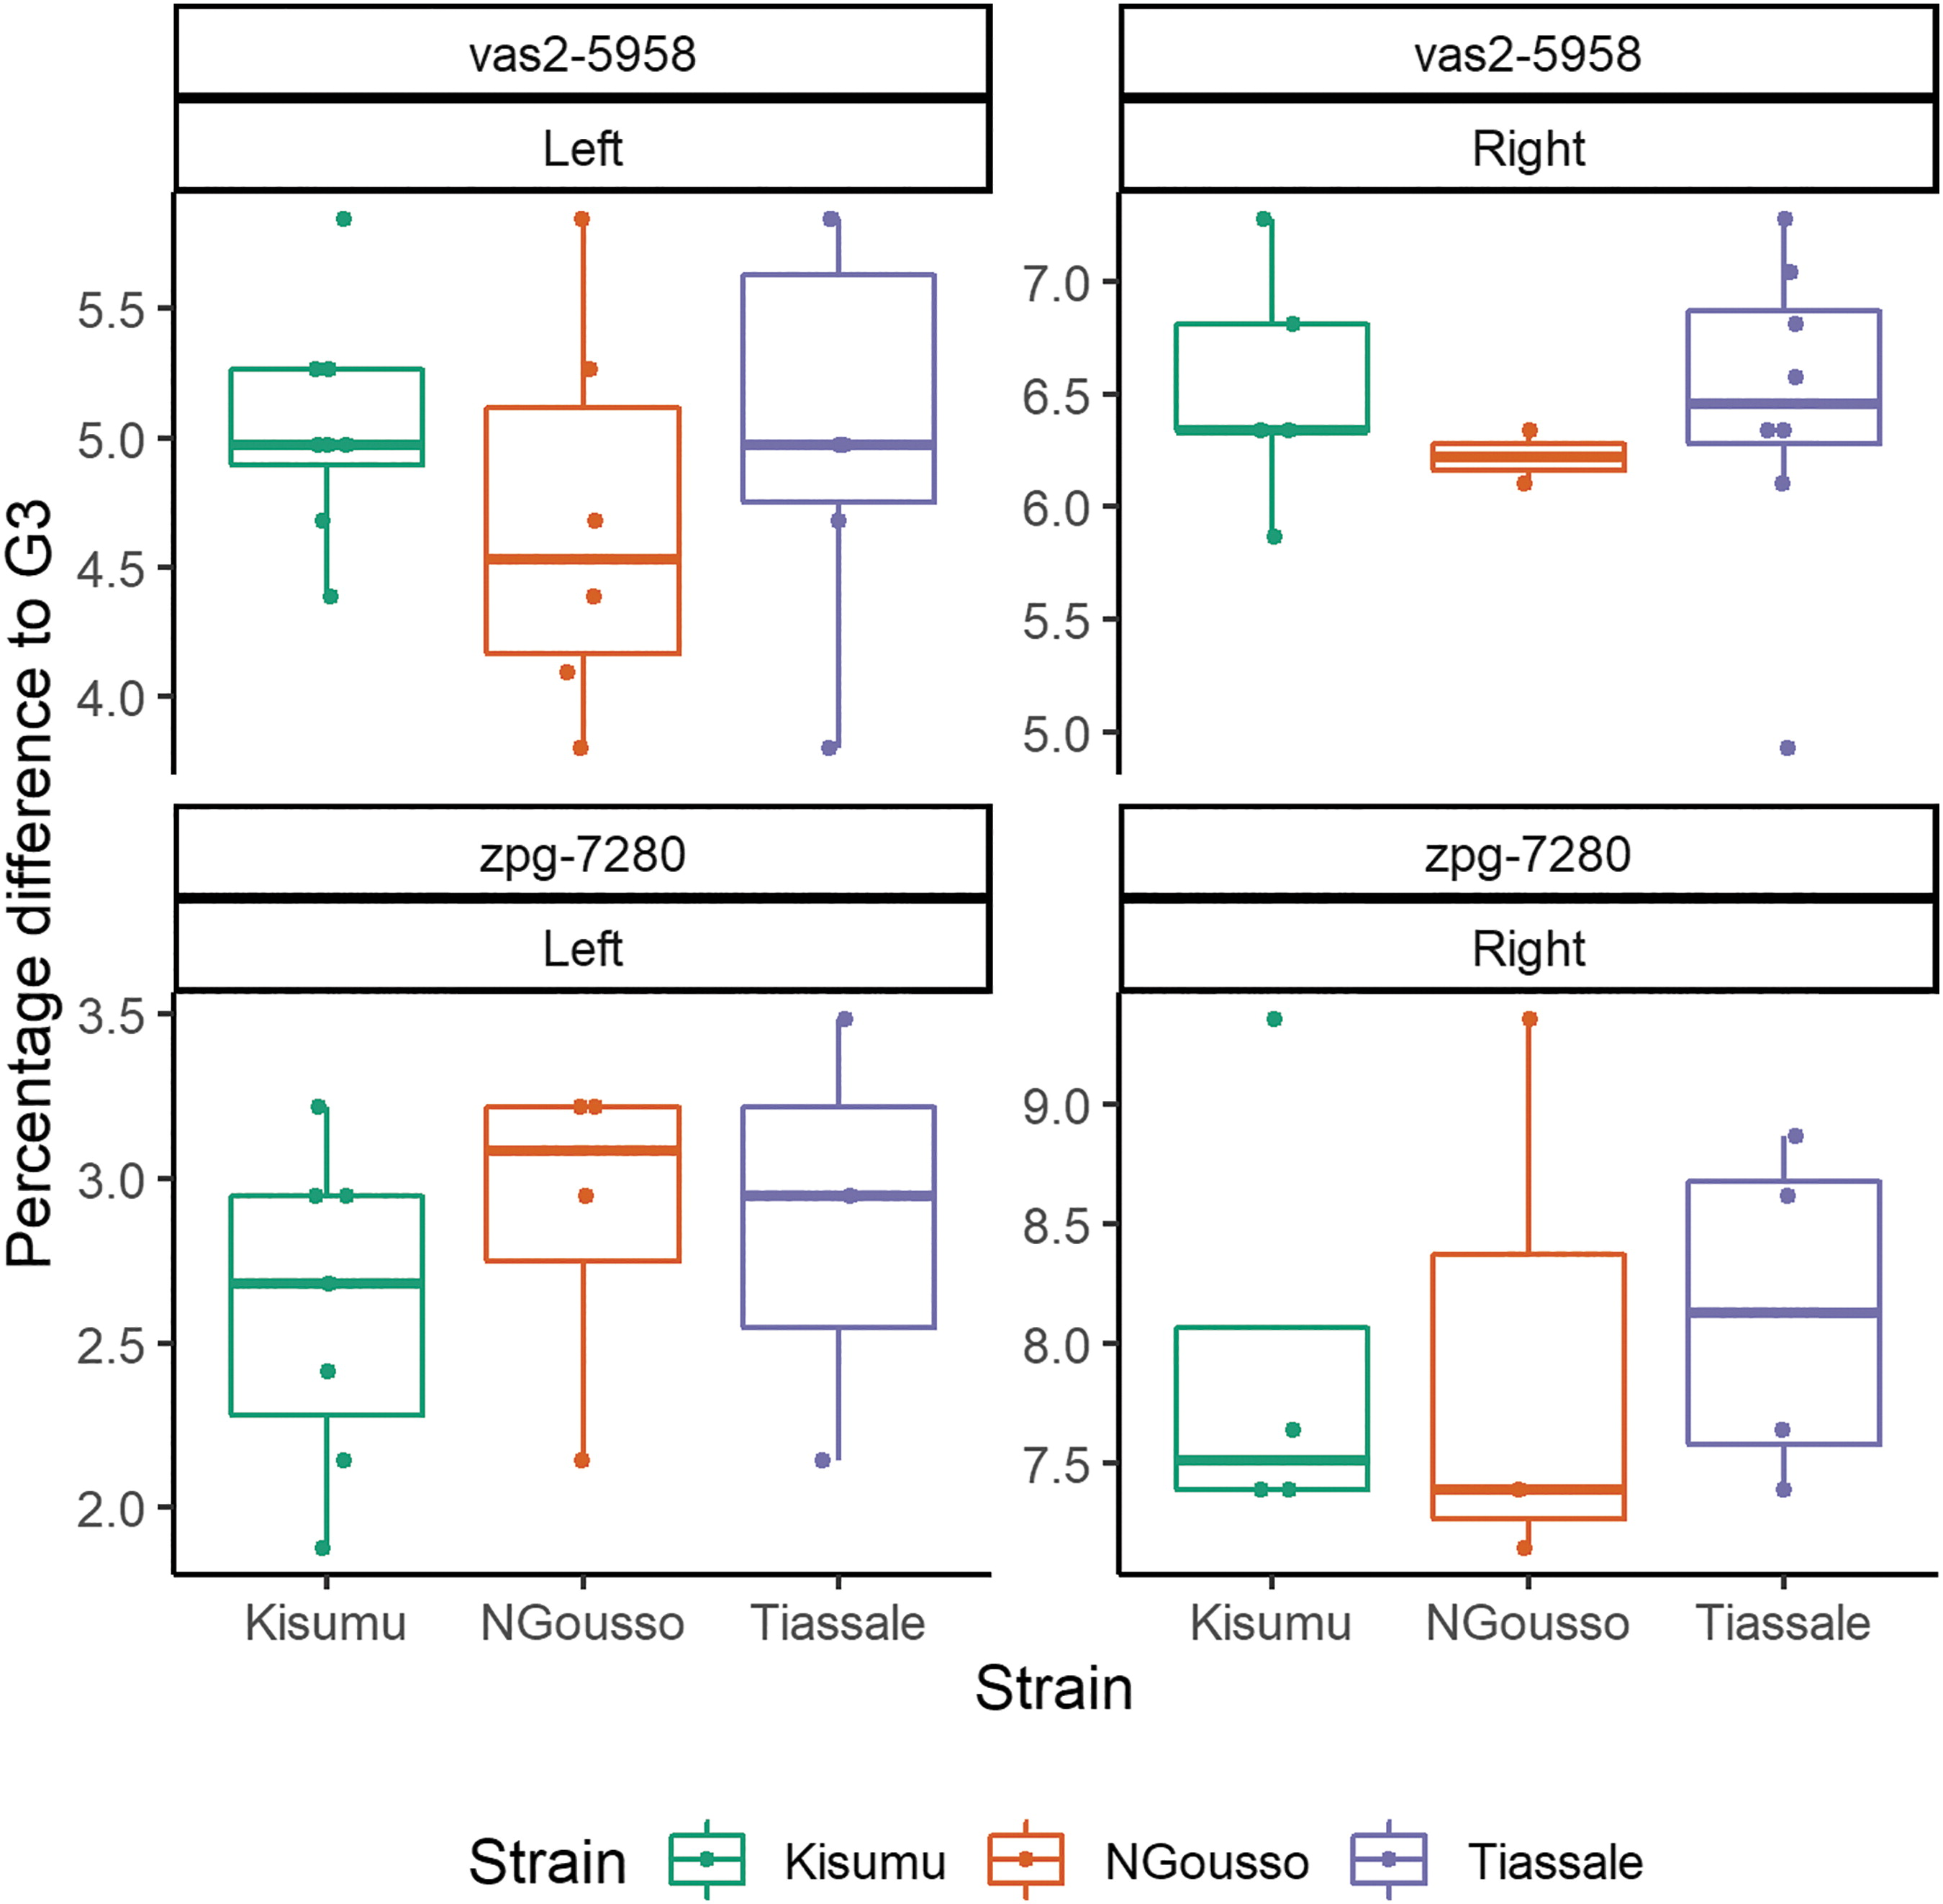 vas2-5958
vas2-5958
Left
Right
Percentage difference to G3
5.5
5.0
4.5
4.0
7.0
6.5
6.0
5.5
5.0
zpg-7280
zpg-7280
Left
Right
3.5
3.0
2.5
2.0
9.0
8.5
8.0
7.5
Kisumu NGousso Tiassale
Kisumu NGousso Tiassale
Strain
Strain Kisumu NGousso Tiassale